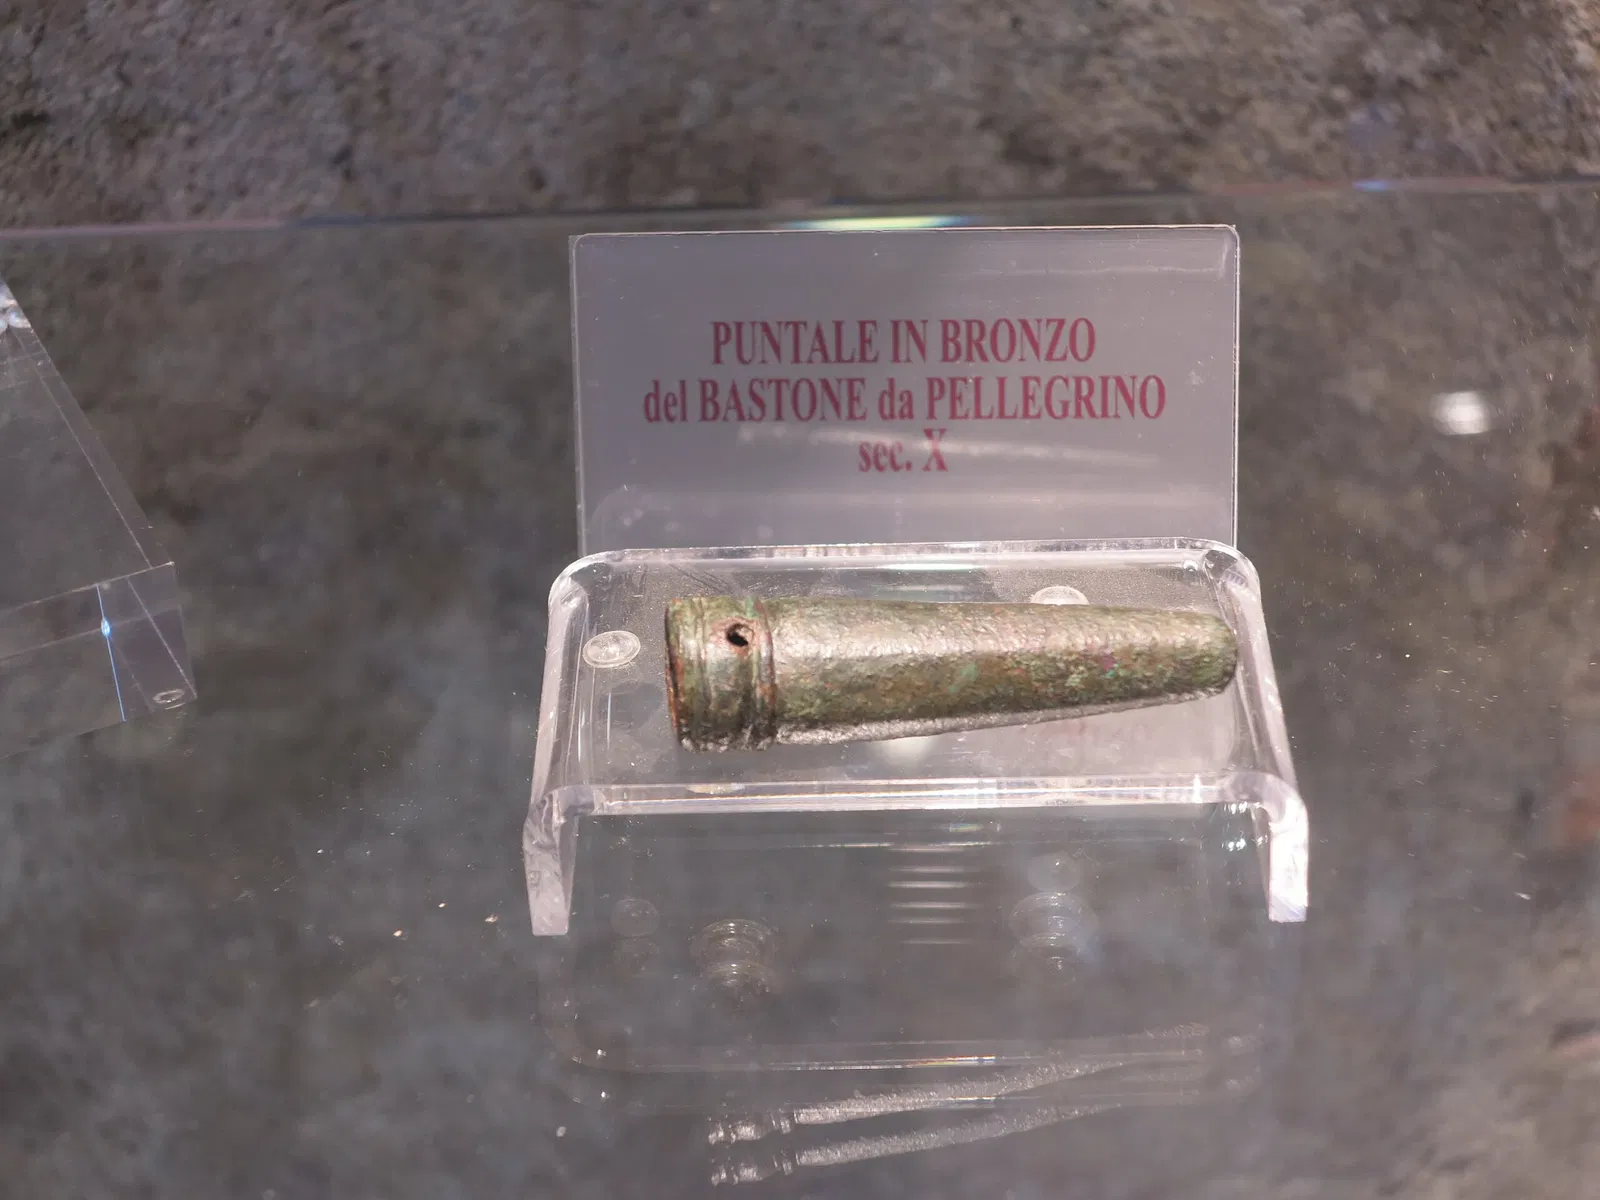 PUNTALE IN BRONZO
del BASTONE da PELLEGRINO
sec. X